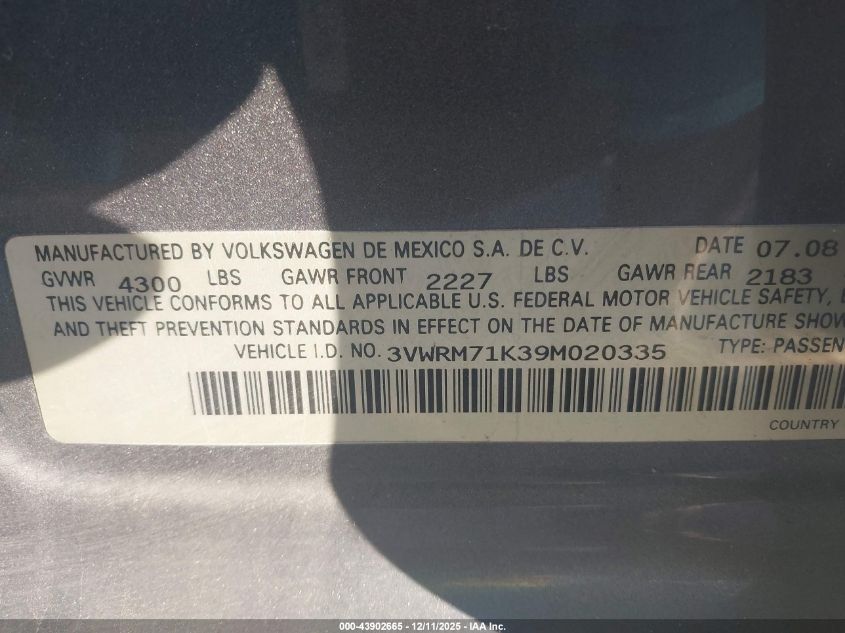 MANUFACTURED BY VOLKSWAGEN DE MEXICO S.A. DE C.V. DATE 07.08
GVWR 4300 LBS GAWR FRONT 2227 LBS GAWR REAR 2183
THIS VEHICLE CONFORMS TO ALL APPLICABLE U.S. FEDERAL MOTOR VEHICLE SAFETY,
AND THEFT PREVENTION STANDARDS IN EFFECT ON THE DATE OF MANUFACTURE SHOW
VEHICLE I.D. NO. 3VWRM71K39M020335 TYPE: PASSEN
COUNTRY
000-43902665 - 12/11/2025 - IAA Inc.